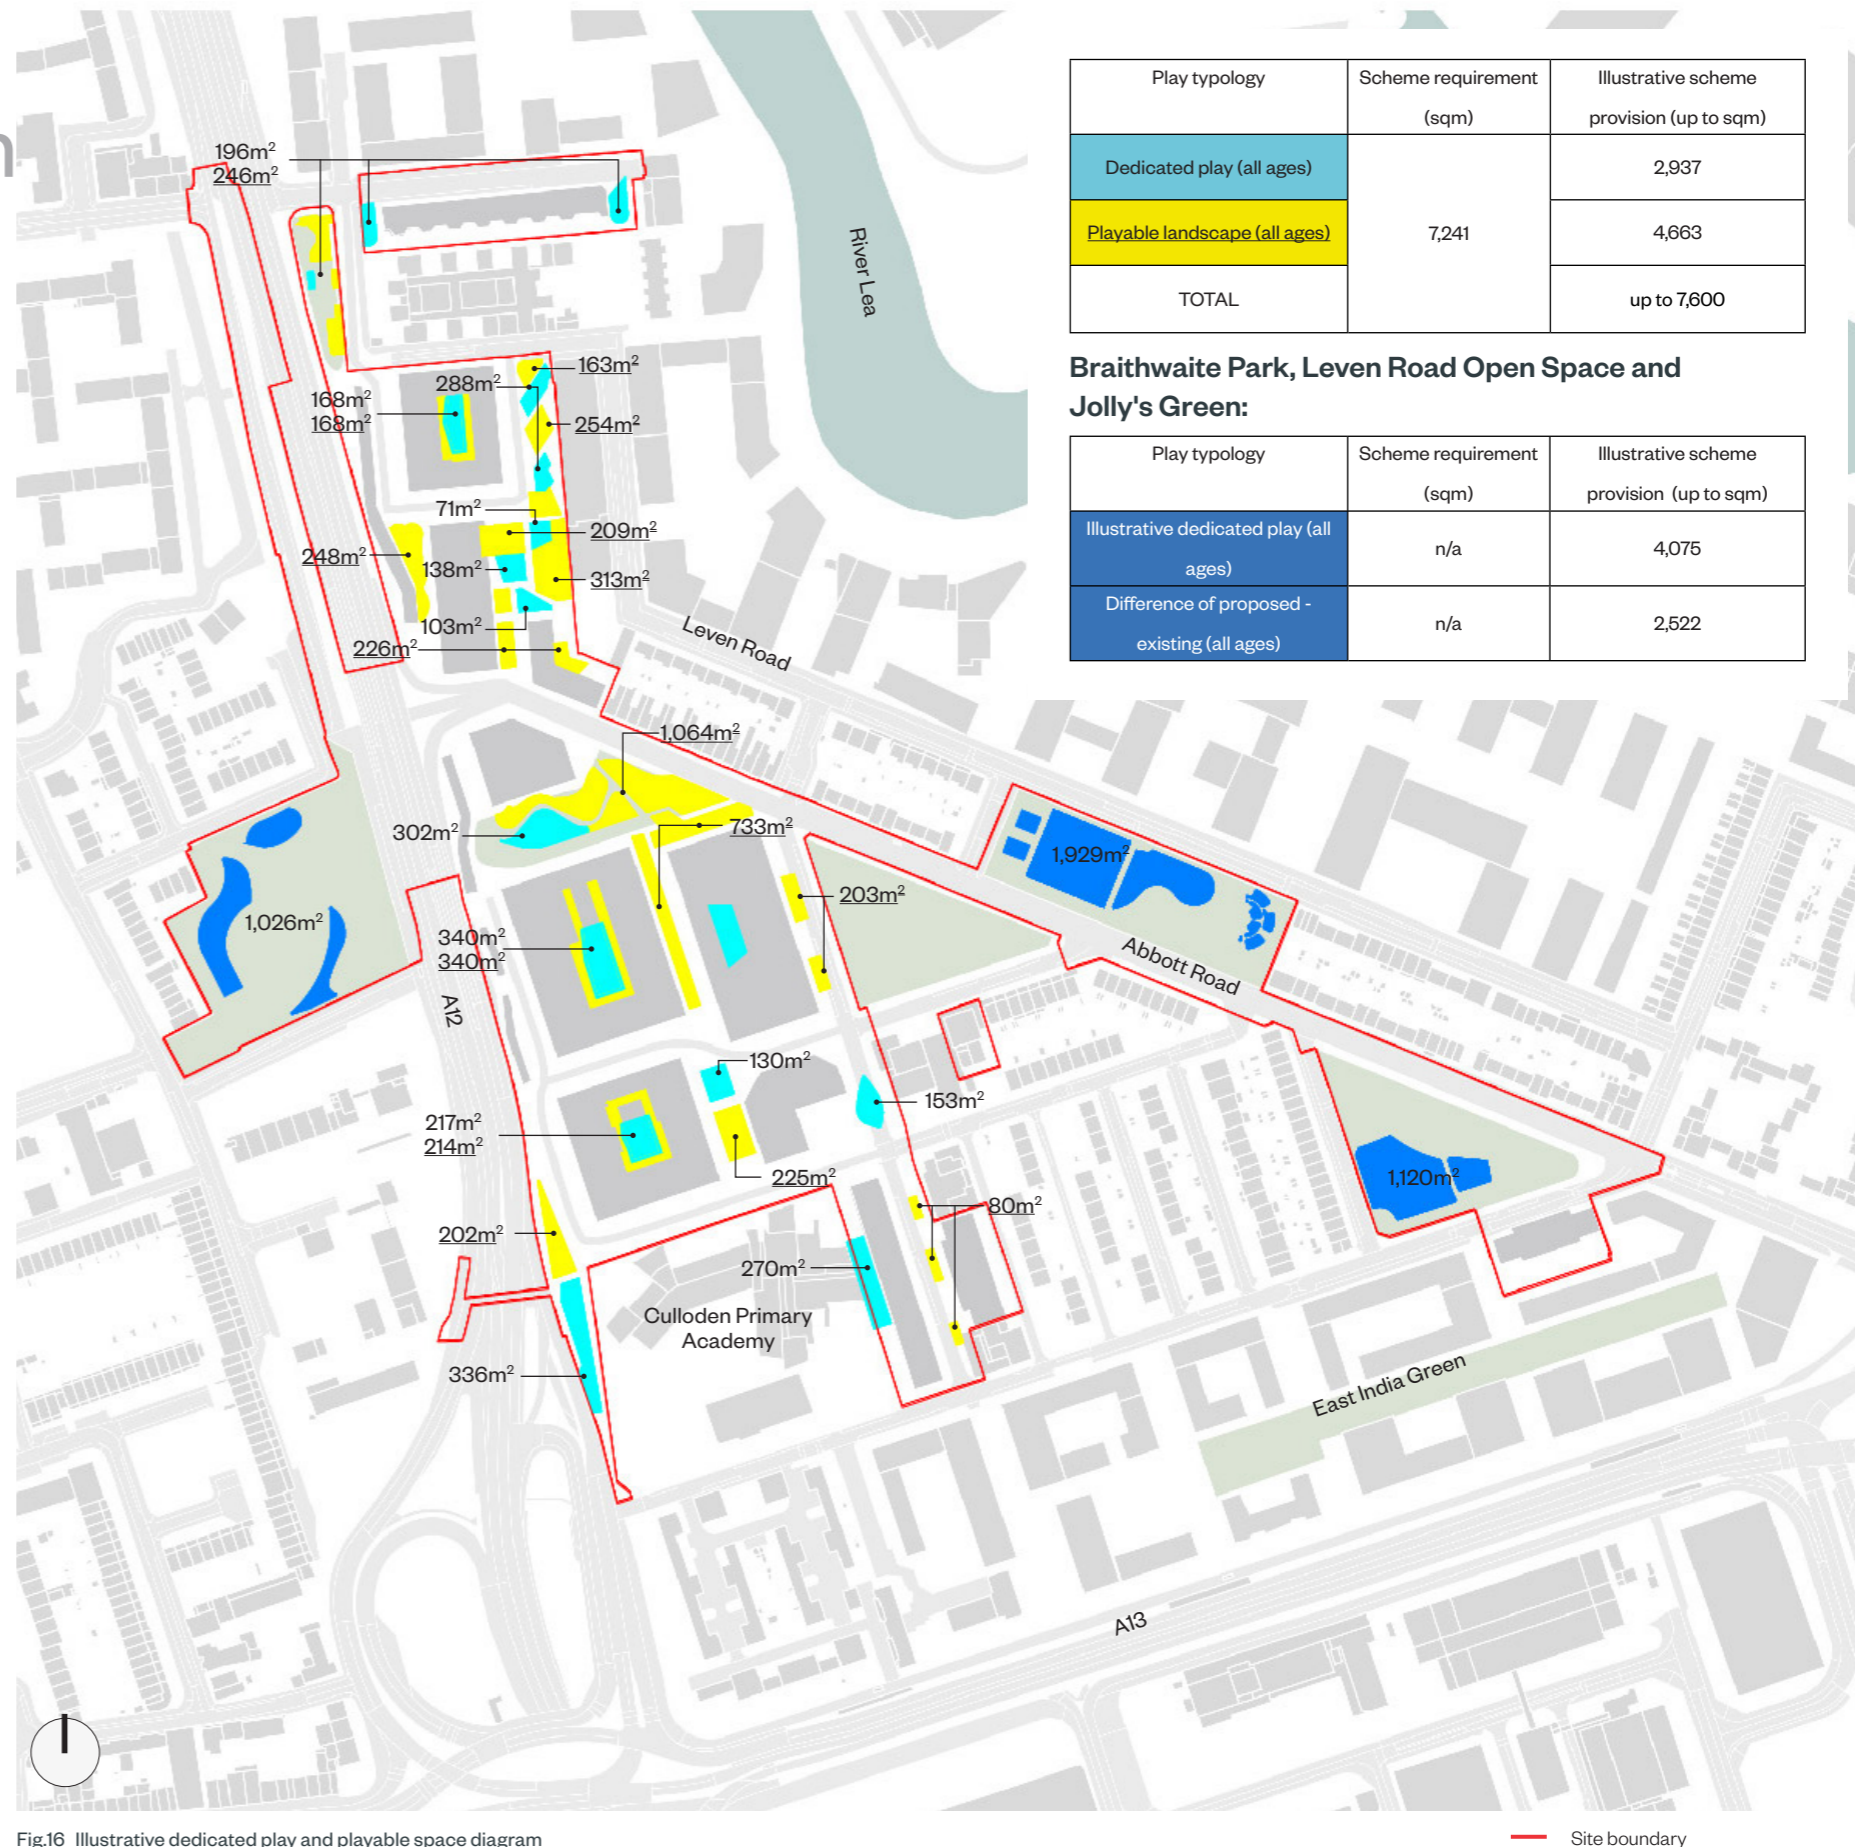 n
Play typology
Scheme requirement
(sqm)
Illustrative scheme
provision (up to sqm)
Dedicated play (all ages)
7,241
2,937
Playable landscape (all ages)
4,663
TOTAL
up to 7,600
Braithwaite Park, Leven Road Open Space and
Jolly's Green:
Play typology
Scheme requirement
(sqm)
Illustrative scheme
provision (up to sqm)
Illustrative dedicated play (all
ages)
n/a
4,075
Difference of proposed -
existing (all ages)
n/a
2,522
196m²
246m²
River Lea
163m²
288m²
168m²
168m²
254m²
71m²
209m²
248m²
138m²
313m²
103m²
226m²
Leven Road
1,064m²
302m²
733m²
1,929m²
203m²
1,026m²
340m²
340m²
Abbott Road
A12
130m²
153m²
217m²
214m²
225m²
1,120m²
80m²
202m²
270m²
Culloden Primary
Academy
336m²
East India Green
A13
Fig.16 Illustrative dedicated play and playable space diagram
Site boundary